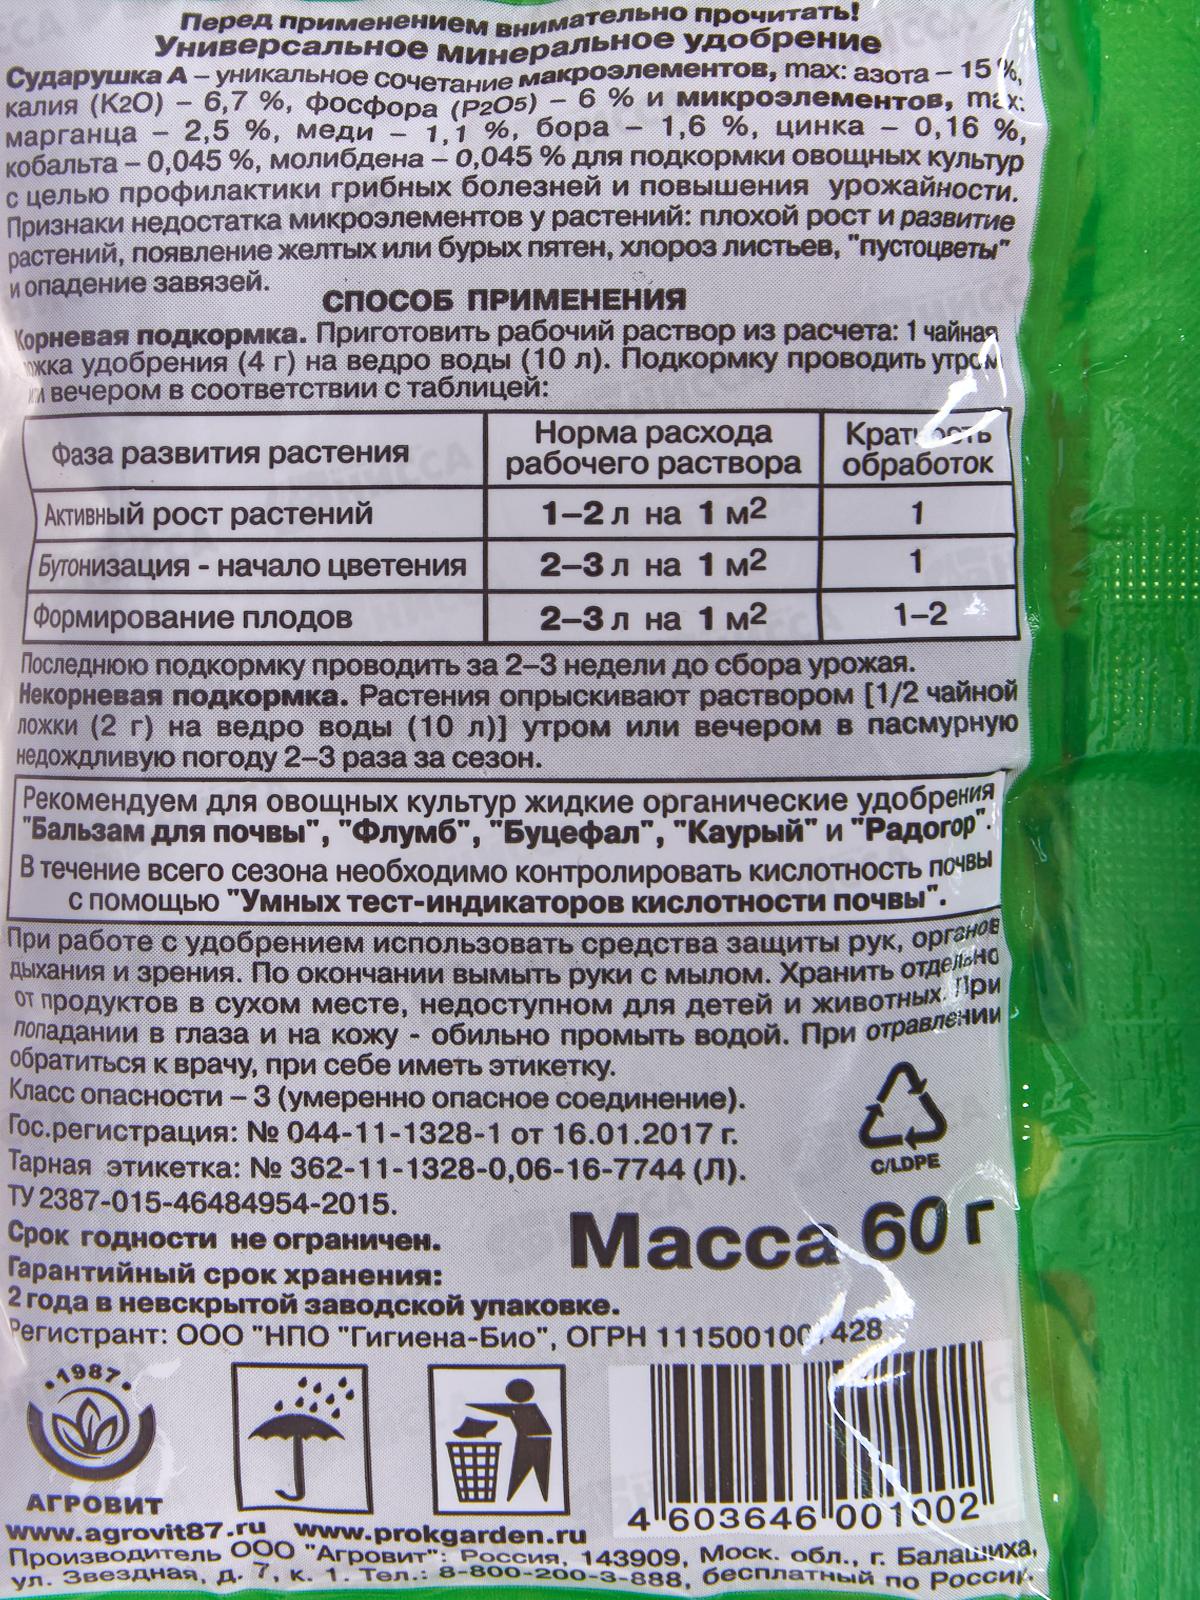 Перед применением внимательно прочитать!
Универсальное минеральное удобрение
Сударушка А – уникальное сочетание макроэлементов, max: азота – 15 %,
калия (K2O) – 6,7 %, фосфора (P2O5) – 6 % и микроэлементов, max:
марганца – 2,5 %, меди – 1,1 %, бора – 1,6 %, цинка – 0,16 %,
кобальта – 0,045 %, молибдена – 0,045 % для подкормки овощных культур
с целью профилактики грибных болезней и повышения урожайности.
Признаки недостатка микроэлементов у растений: плохой рост и развитие
растений, появление желтых или бурых пятен, хлороз листьев, "пустоцветы"
и опадение завязей.
СПОСОБ ПРИМЕНЕНИЯ
Корневая подкормка. Приготовить рабочий раствор из расчета: 1 чайная
ложка удобрения (4 г) на ведро воды (10 л). Подкормку проводить утром
или вечером в соответствии с таблицей:
Фаза развития растения Норма расхода рабочего раствора Кратность обработок
Активный рост растений 1–2 л на 1 м2 1
Бутонизация - начало цветения 2–3 л на 1 м2 1
Формирование плодов 2–3 л на 1 м2 1–2
Последнюю подкормку проводить за 2–3 недели до сбора урожая.
Некорневая подкормка. Растения опрыскивают раствором [1/2 чайной
ложки (2 г) на ведро воды (10 л)] утром или вечером в пасмурную
недождливую погоду 2–3 раза за сезон.
Рекомендуем для овощных культур жидкие органические удобрения
"Бальзам для почвы", "Флумб", "Буцефал", "Каурый" и "Радогор".
В течение всего сезона необходимо контролировать кислотность почвы
с помощью "Умных тест-индикаторов кислотности почвы".
При работе с удобрением использовать средства защиты рук, органов
дыхания и зрения. По окончании вымыть руки с мылом. Хранить отдельно
от продуктов в сухом месте, недоступном для детей и животных. При
попадании в глаза и на кожу - обильно промыть водой. При отравлении
обратиться к врачу, при себе иметь этикетку.
Класс опасности – 3 (умеренно опасное соединение).
Гос.регистрация: № 044-11-1328-1 от 16.01.2017 г.
Тарная этикетка: № 362-11-1328-0,06-16-7744 (Л).
C/LDPE
ТУ 2387-015-46484954-2015.
Срок годности не ограничен.
Масса 60 г
Гарантийный срок хранения:
2 года в невскрытой заводской упаковке.
Регистрант: ООО "НПО "Гигиена-Био", ОГРН
•1987•
АГРОВИТ
4 603646 001002
www.agrovit87.ru www.prokgarden.ru
Производитель ООО "Агровит": Россия, 143909, Моск. обл., г. Балашиха,
ул. Звездная, д. 7, к. 1. Тел.: 8-800-200-3-888, бесплатный по России.